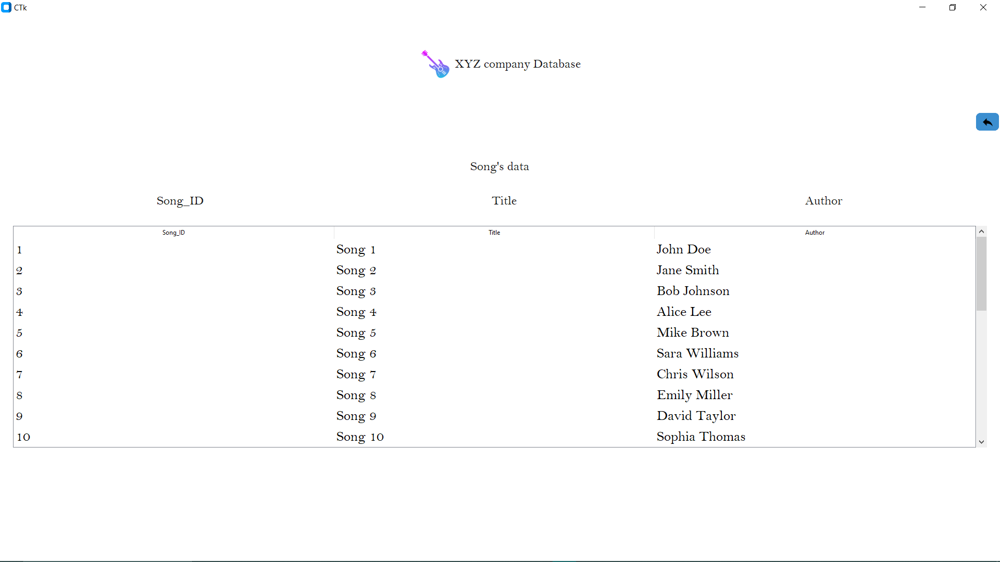 CTk
XYZ company Database
Song's data
Song_ID Title Author
Song_ID Title Author
1 Song 1 John Doe
2 Song 2 Jane Smith
3 Song 3 Bob Johnson
4 Song 4 Alice Lee
5 Song 5 Mike Brown
6 Song 6 Sara Williams
7 Song 7 Chris Wilson
8 Song 8 Emily Miller
9 Song 9 David Taylor
10 Song 10 Sophia Thomas